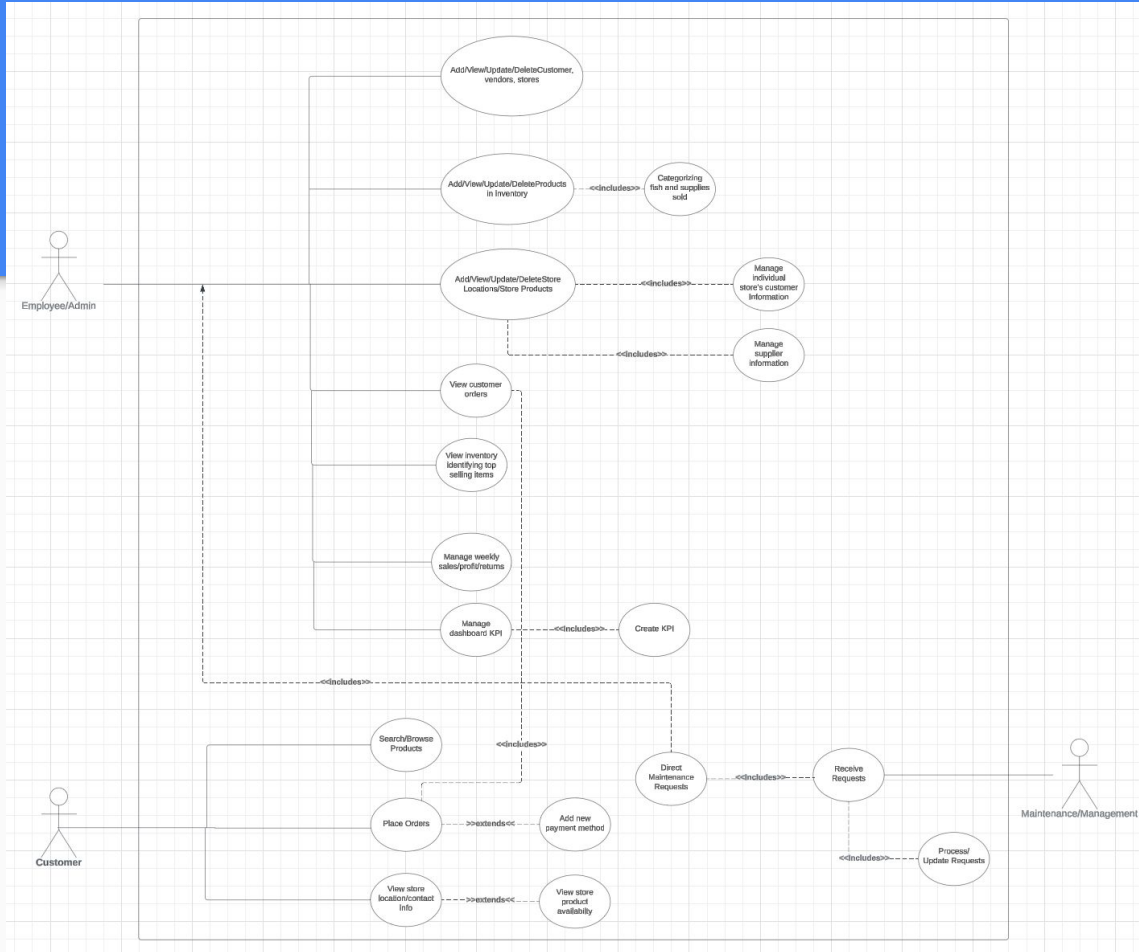 Add/View/Update/DeleteCustomer,
vendors, stores
Add/View/Update/DeleteProducts
in Inventory
<<includes>>
Categorizing
fish and supplies
sold
Employee/Admin
Add/View/Update/DeleteStore
Locations/Store Products
<<includes>>
Manage
individual
store's customer
Information
<<includes>>
Manage
supplier
information
View customer
orders
View inventory
identifying top
selling items
Manage weekly
sales/profit/returns
Manage
dashboard KPI
<<includes>>
Create KPI
<<includes>>
Search/Browse
Products
<<includes>>
Direct
Maintenance
Requests
<<includes>>
Receive
Requests
Maintenance/Management
Customer
Place Orders
>>extends<<
Add new
payment method
<<includes>>
Process/
Update Requests
View store
location/contact
info
>>extends<<
View store
product
availability